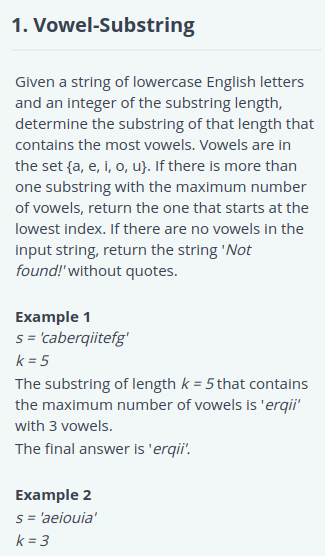 1. Vowel-Substring
Given a string of lowercase English letters
and an integer of the substring length,
determine the substring of that length that
contains the most vowels. Vowels are in
the set {a, e, i, o, u}. If there is more than
one substring with the maximum number
of vowels, return the one that starts at the
lowest index. If there are no vowels in the
input string, return the string 'Not
found!' without quotes.
Example 1
s = 'caberqiitefg'
k = 5
The substring of length k = 5 that contains
the maximum number of vowels is 'erqii'
with 3 vowels.
The final answer is 'erqii'.
Example 2
s = 'aeiouia'
k = 3